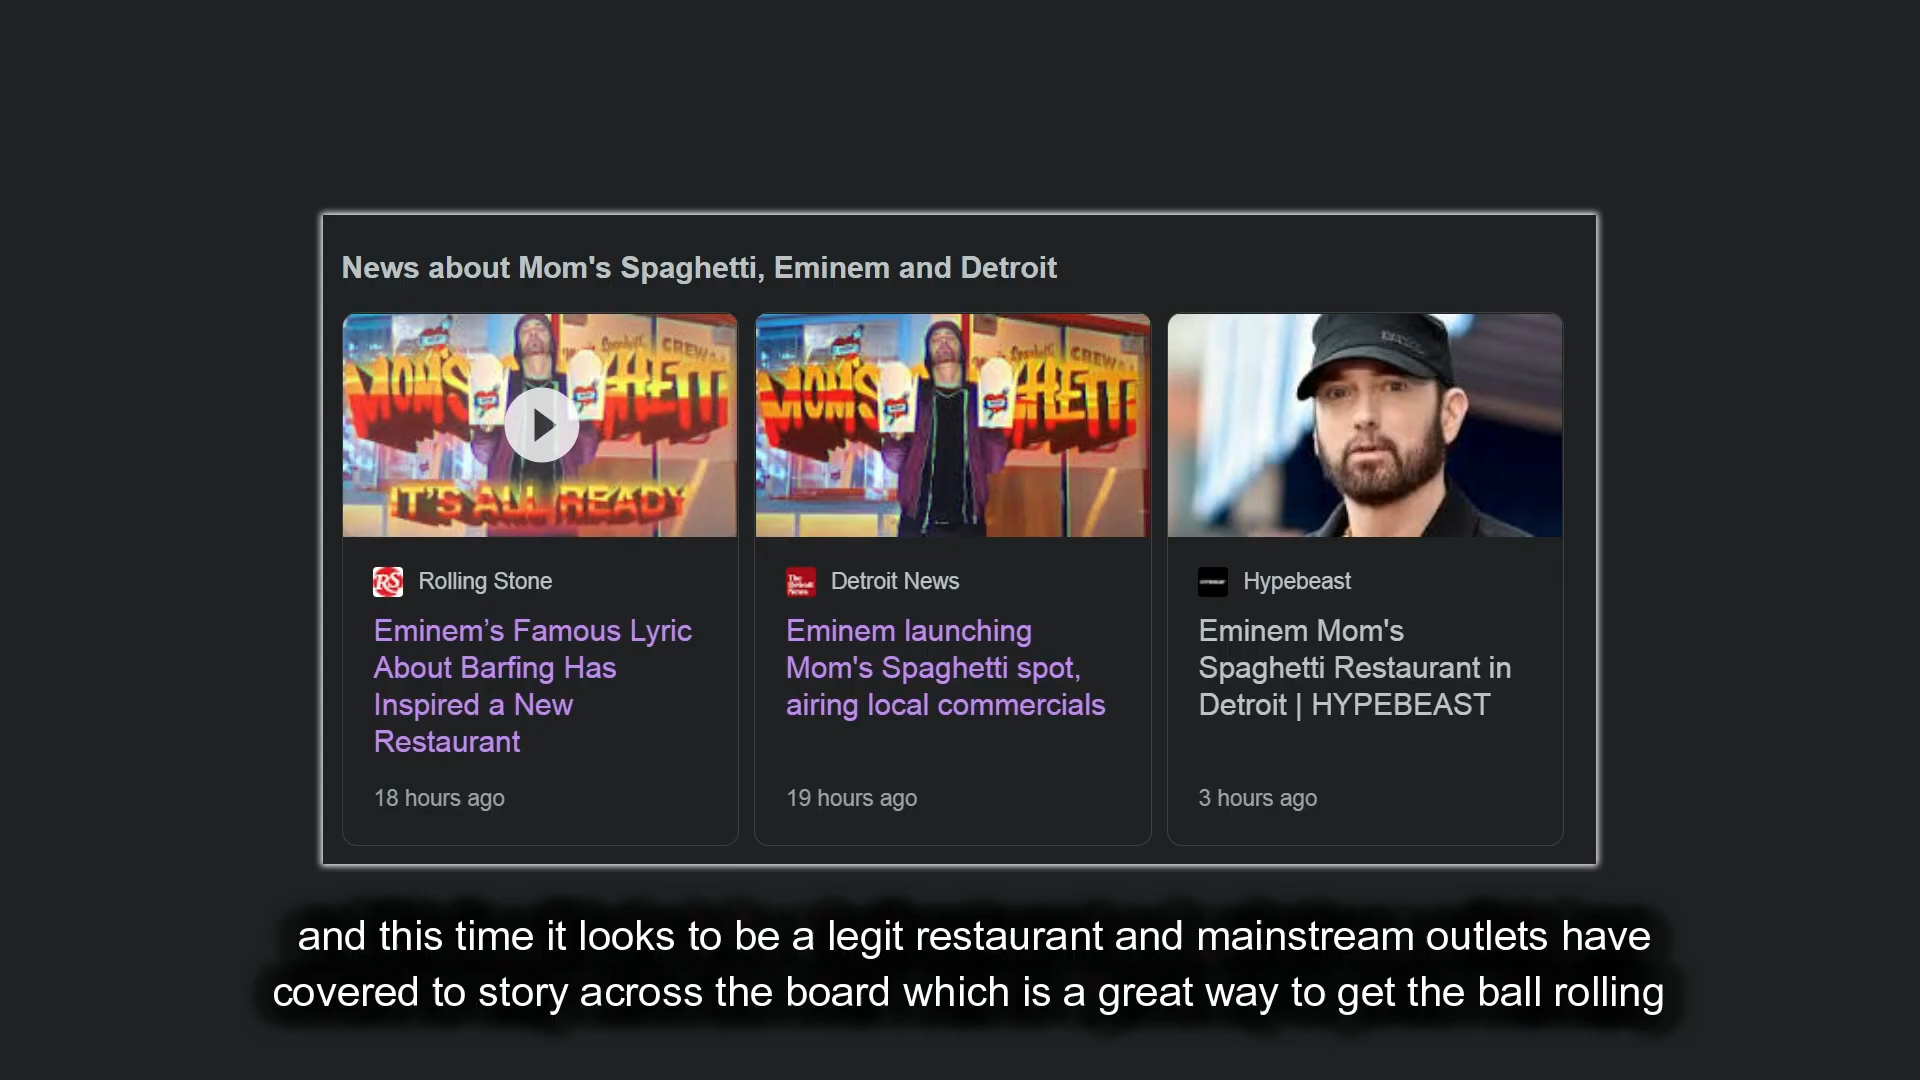 News about Mom's Spaghetti, Eminem and Detroit
MOM'S SPAGHETTI
IT'S ALL READY
MOM'S SPAGHETTI
RS Rolling Stone
The Detroit News Detroit News
Hypebeast
Eminem’s Famous Lyric
About Barfing Has
Inspired a New
Restaurant
Eminem launching
Mom's Spaghetti spot,
airing local commercials
Eminem Mom's
Spaghetti Restaurant in
Detroit | HYPEBEAST
18 hours ago
19 hours ago
3 hours ago
and this time it looks to be a legit restaurant and mainstream outlets have
covered to story across the board which is a great way to get the ball rolling